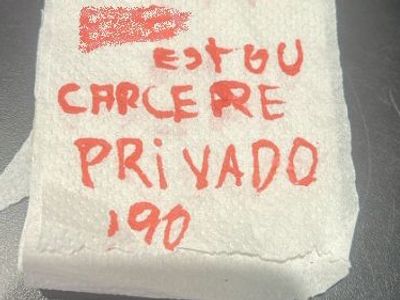 ESTOU
CARCERE
PRiVADO
190